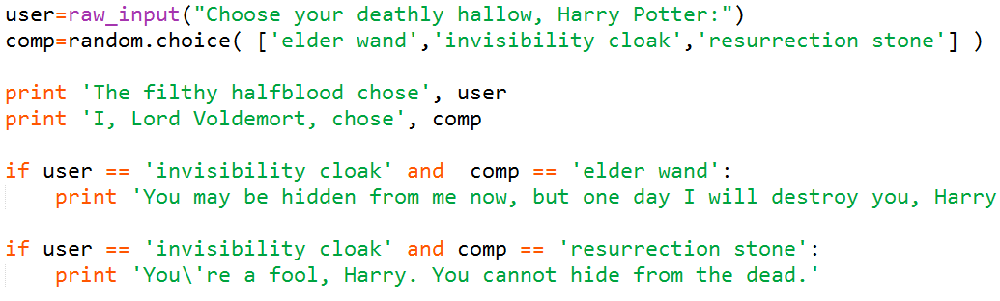 user=raw_input("Choose your deathly hallow, Harry Potter:")
comp=random.choice( ['elder wand','invisibility cloak','resurrection stone'] )
print 'The filthy halfblood chose', user
print 'I, Lord Voldemort, chose', comp
if user == 'invisibility cloak' and  comp == 'elder wand':
    print 'You may be hidden from me now, but one day I will destroy you, Harry
if user == 'invisibility cloak' and comp == 'resurrection stone':
    print 'You\'re a fool, Harry. You cannot hide from the dead.'